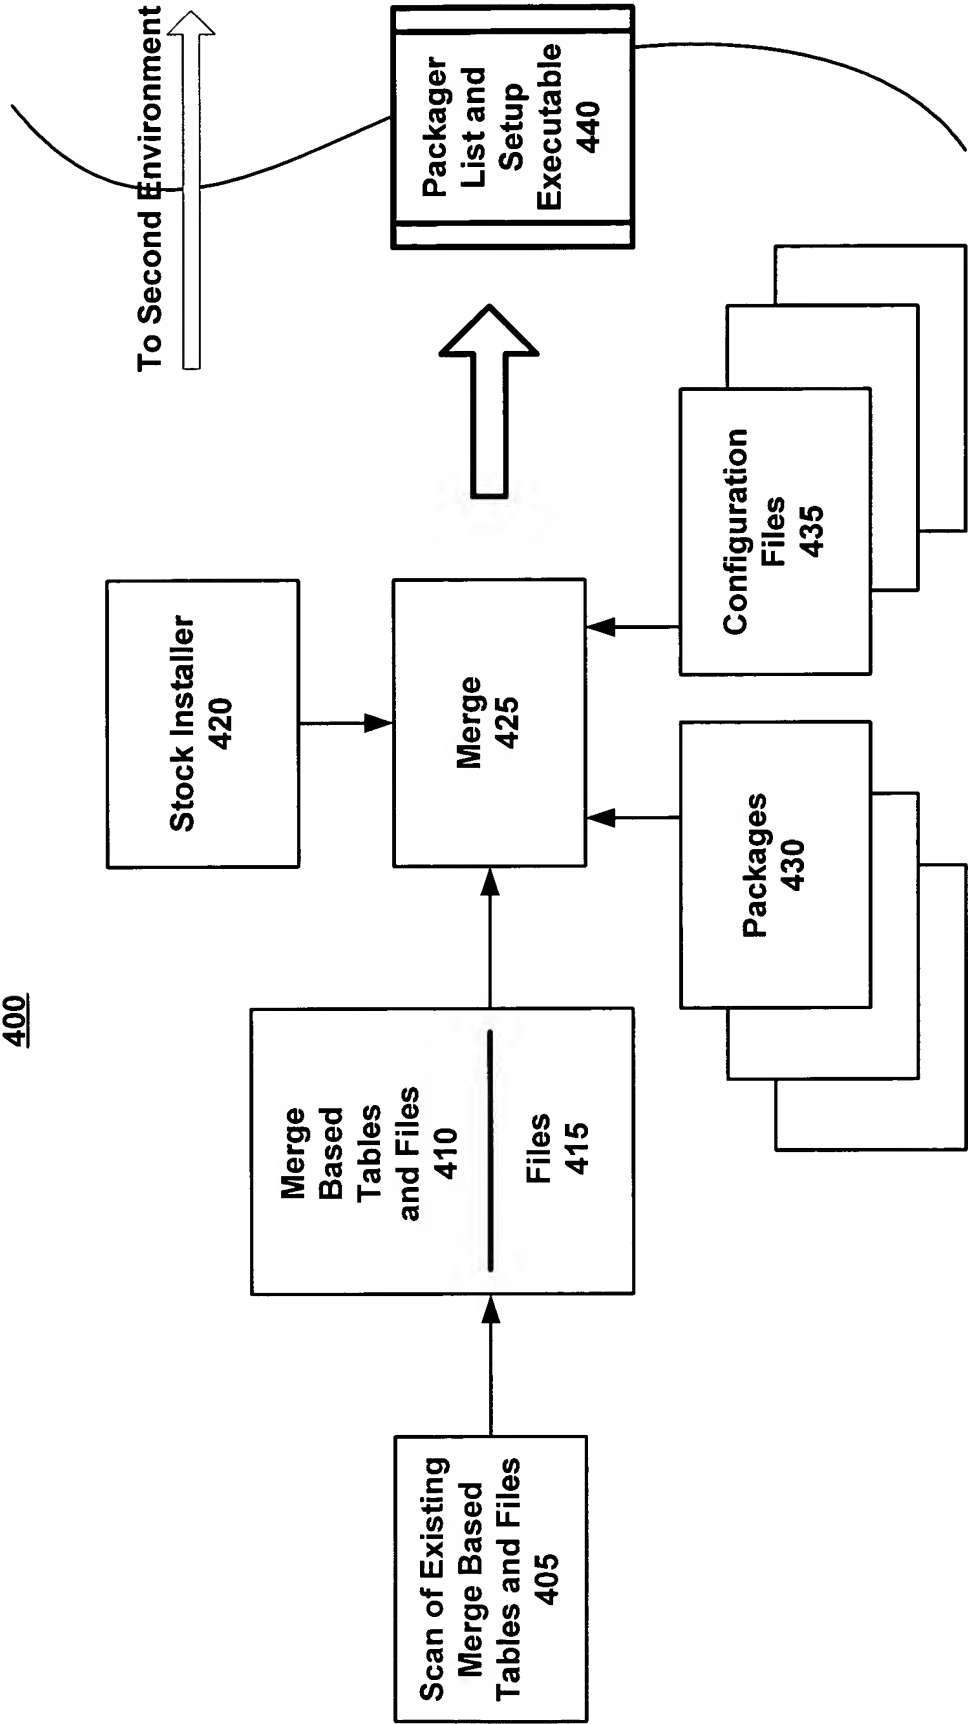 400
To Second Environment
Scan of Existing
Merge Based
Tables and Files
405
Merge
Based
Tables
and Files
410
Files
415
Stock Installer
420
Merge
425
Packages
430
Configuration
Files
435
Packager
List and
Setup
Executable
440